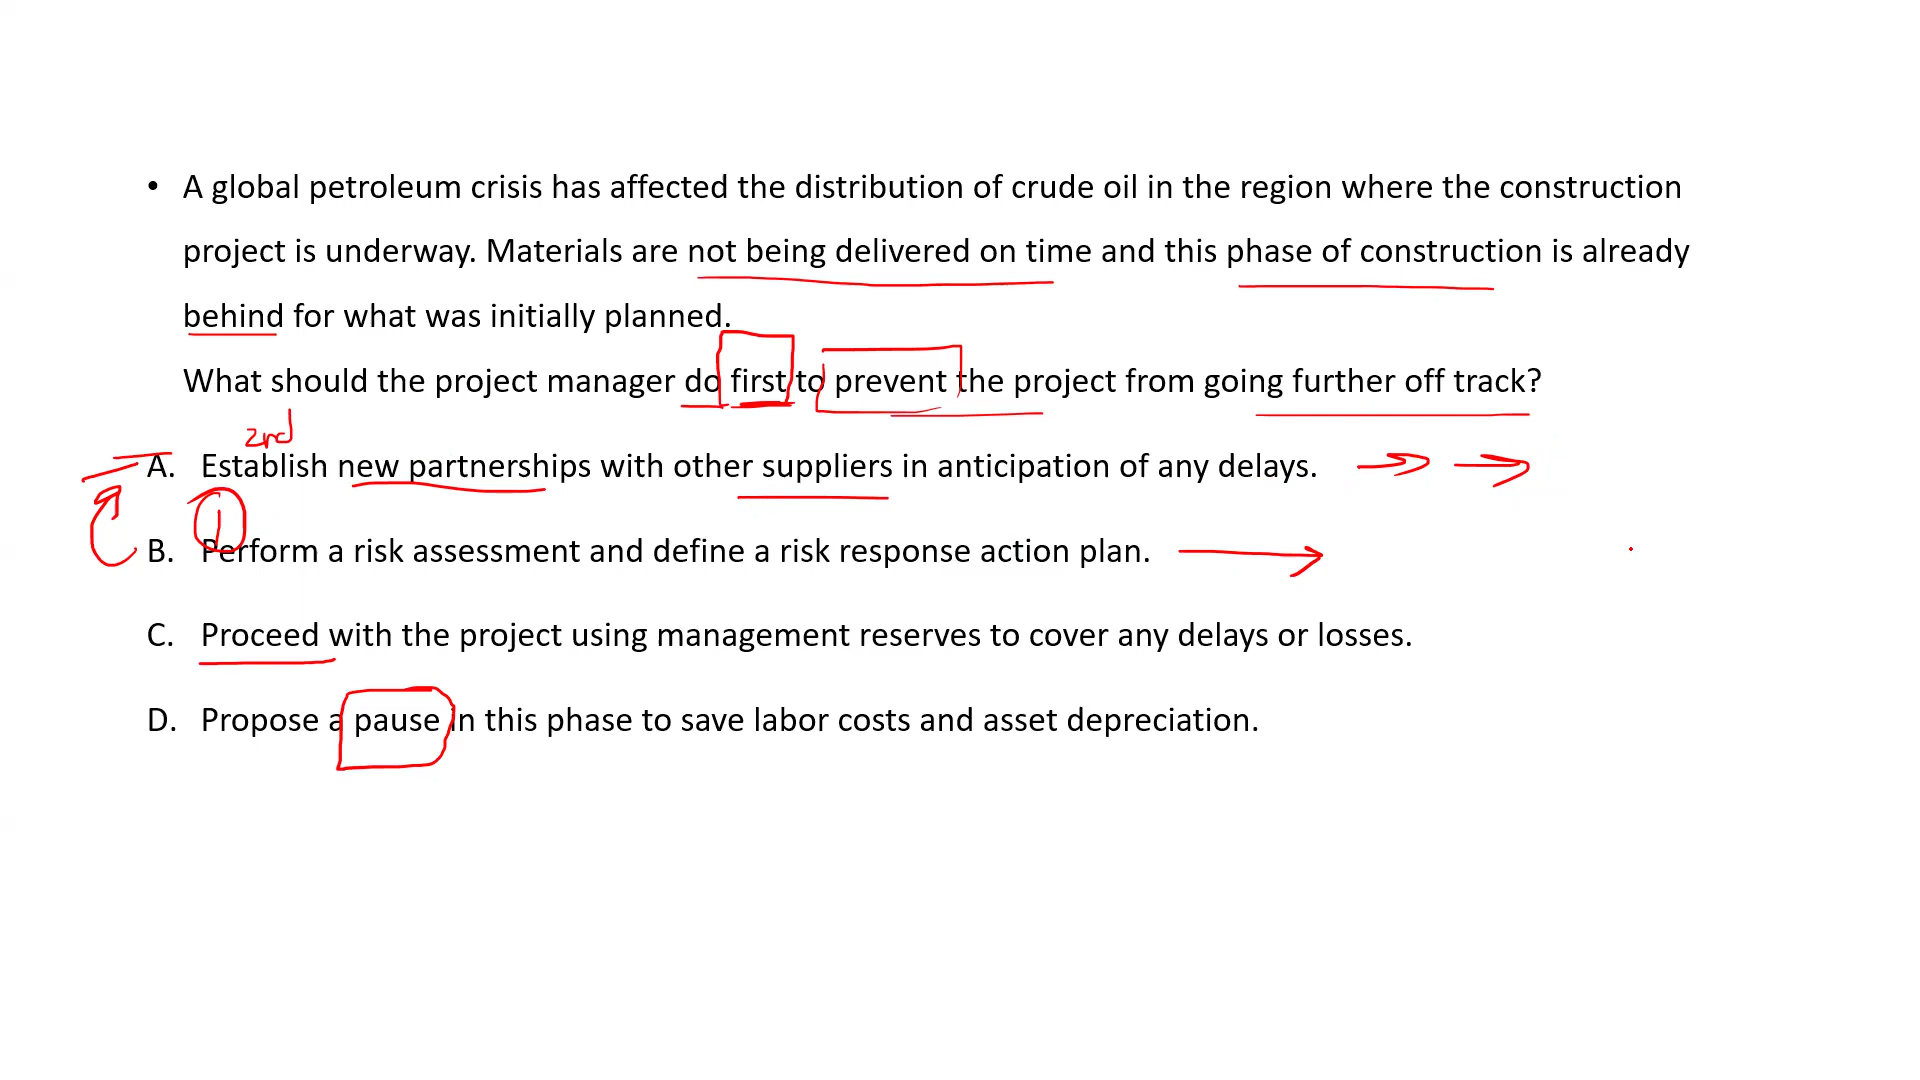 • A global petroleum crisis has affected the distribution of crude oil in the region where the construction
project is underway. Materials are not being delivered on time and this phase of construction is already
behind for what was initially planned.
What should the project manager do first to prevent the project from going further off track?
2nd
A. Establish new partnerships with other suppliers in anticipation of any delays.
1
B. Perform a risk assessment and define a risk response action plan.
C. Proceed with the project using management reserves to cover any delays or losses.
D. Propose a pause in this phase to save labor costs and asset depreciation.